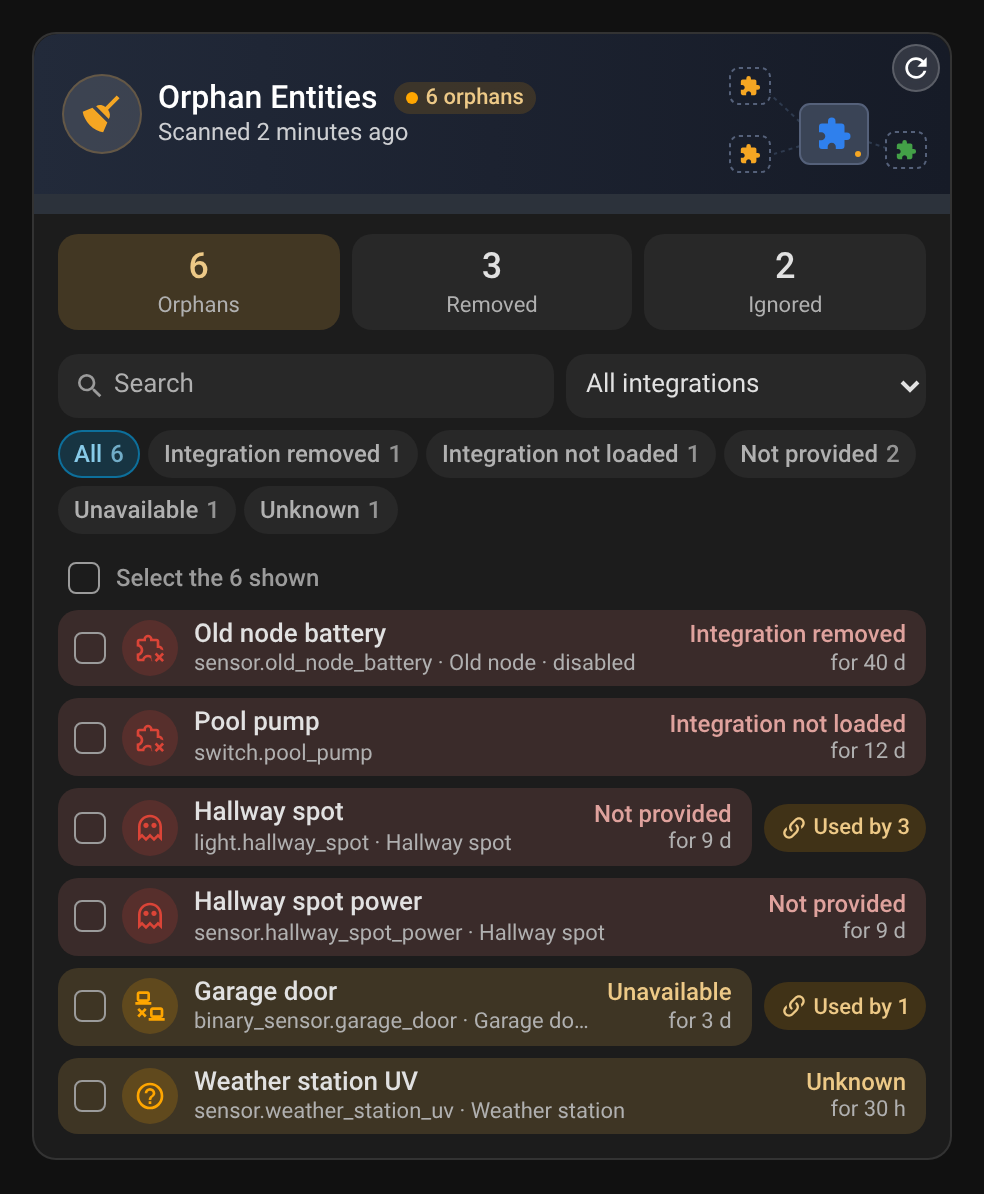 Orphan Entities 6 orphans
Scanned 2 minutes ago
6 3 2
Orphans Removed Ignored
Search All integrations
All 6 Integration removed 1 Integration not loaded 1 Not provided 2
Unavailable 1 Unknown 1
Select the 6 shown
Old node battery Integration removed
sensor.old_node_battery · Old node · disabled for 40 d
Pool pump Integration not loaded
switch.pool_pump for 12 d
Hallway spot Not provided Used by 3
light.hallway_spot · Hallway spot for 9 d
Hallway spot power Not provided
sensor.hallway_spot_power · Hallway spot for 9 d
Garage door Unavailable Used by 1
binary_sensor.garage_door · Garage do... for 3 d
Weather station UV Unknown
sensor.weather_station_uv · Weather station for 30 h